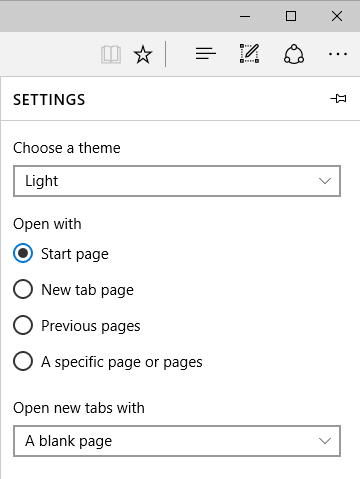 SETTINGS
Choose a theme
Light
Open with
Start page
New tab page
Previous pages
A specific page or pages
Open new tabs with
A blank page